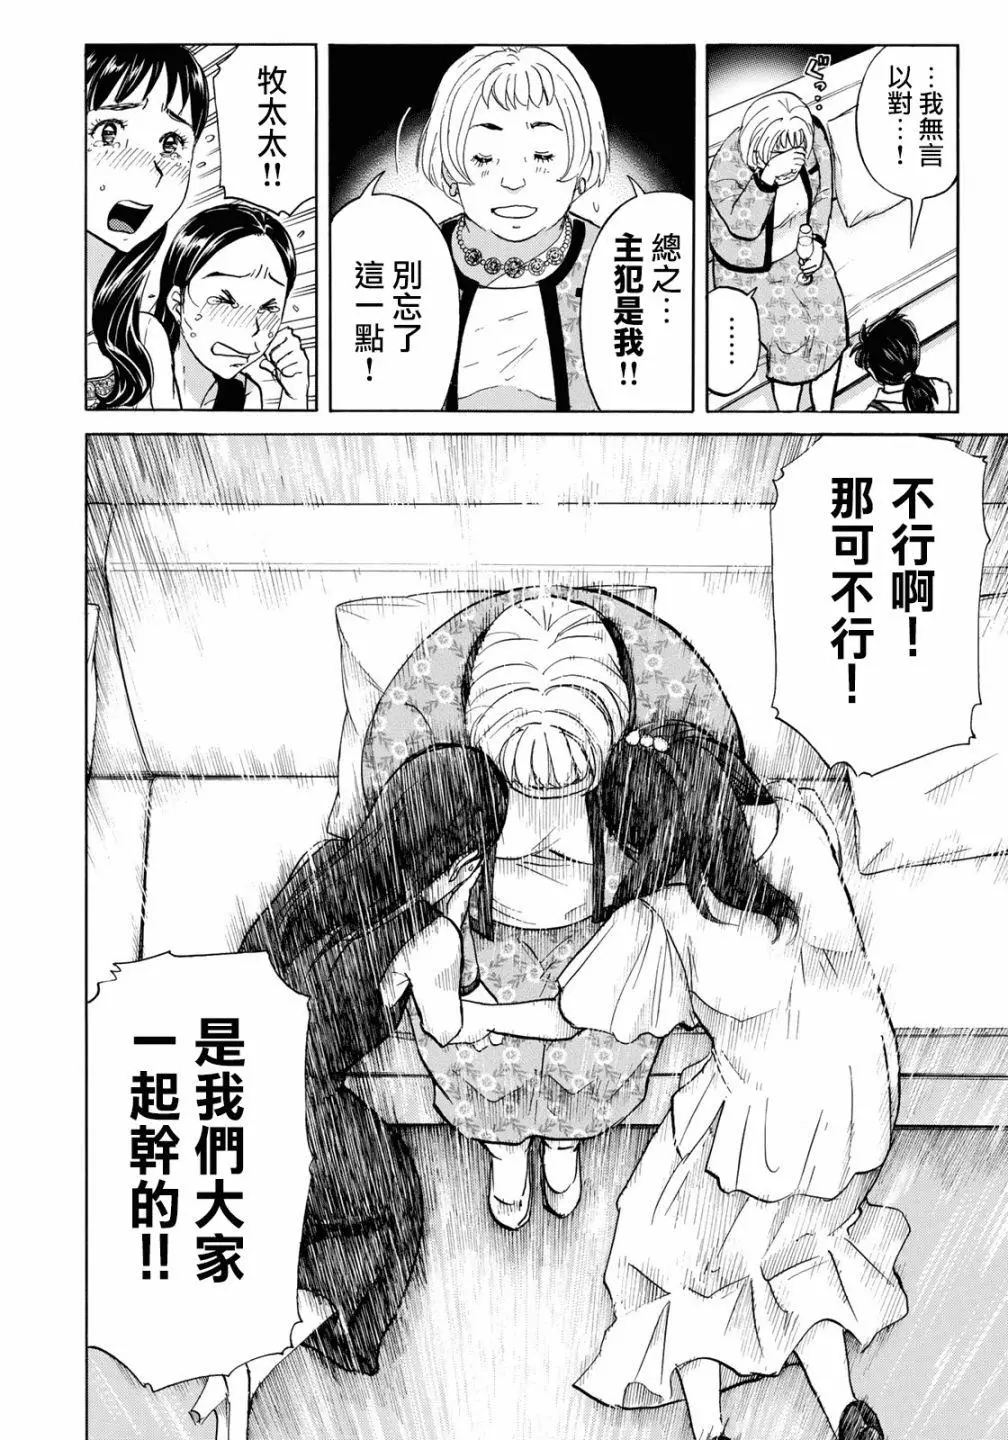 …我無言
以對…！
……
總之…
主犯是我!!
別忘了
這一點！
牧太太!!
不行啊！
那可不行！
是我們大家
一起幹的!!